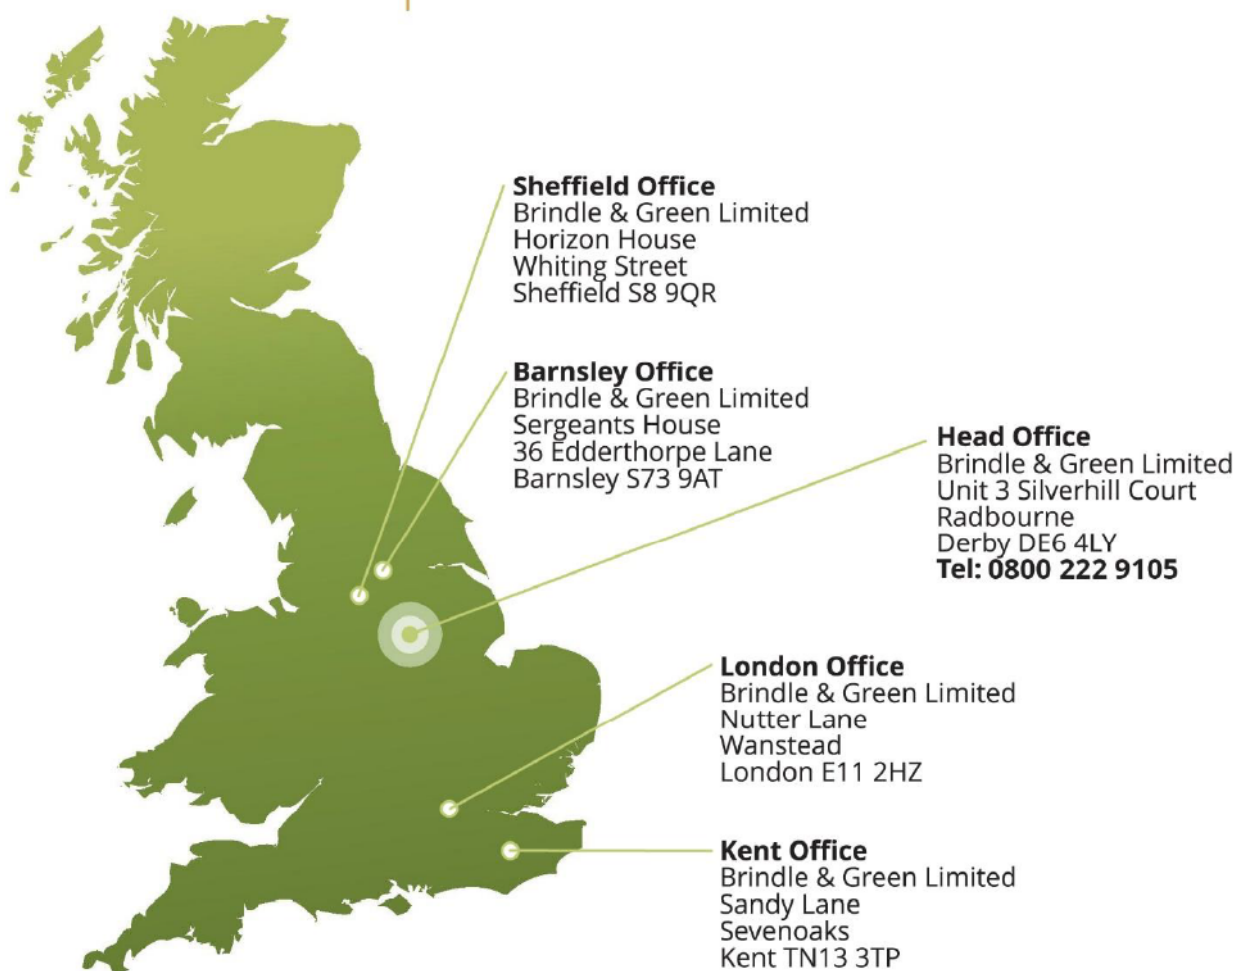 Sheffield Office
Brindle & Green Limited
Horizon House
Whiting Street
Sheffield S8 9QR
Barnsley Office
Brindle & Green Limited
Sergeants House
36 Edderthorpe Lane
Barnsley S73 9AT
Head Office
Brindle & Green Limited
Unit 3 Silverhill Court
Radbourne
Derby DE6 4LY
Tel: 0800 222 9105
London Office
Brindle & Green Limited
Nutter Lane
Wanstead
London E11 2HZ
Kent Office
Brindle & Green Limited
Sandy Lane
Sevenoaks
Kent TN13 3TP